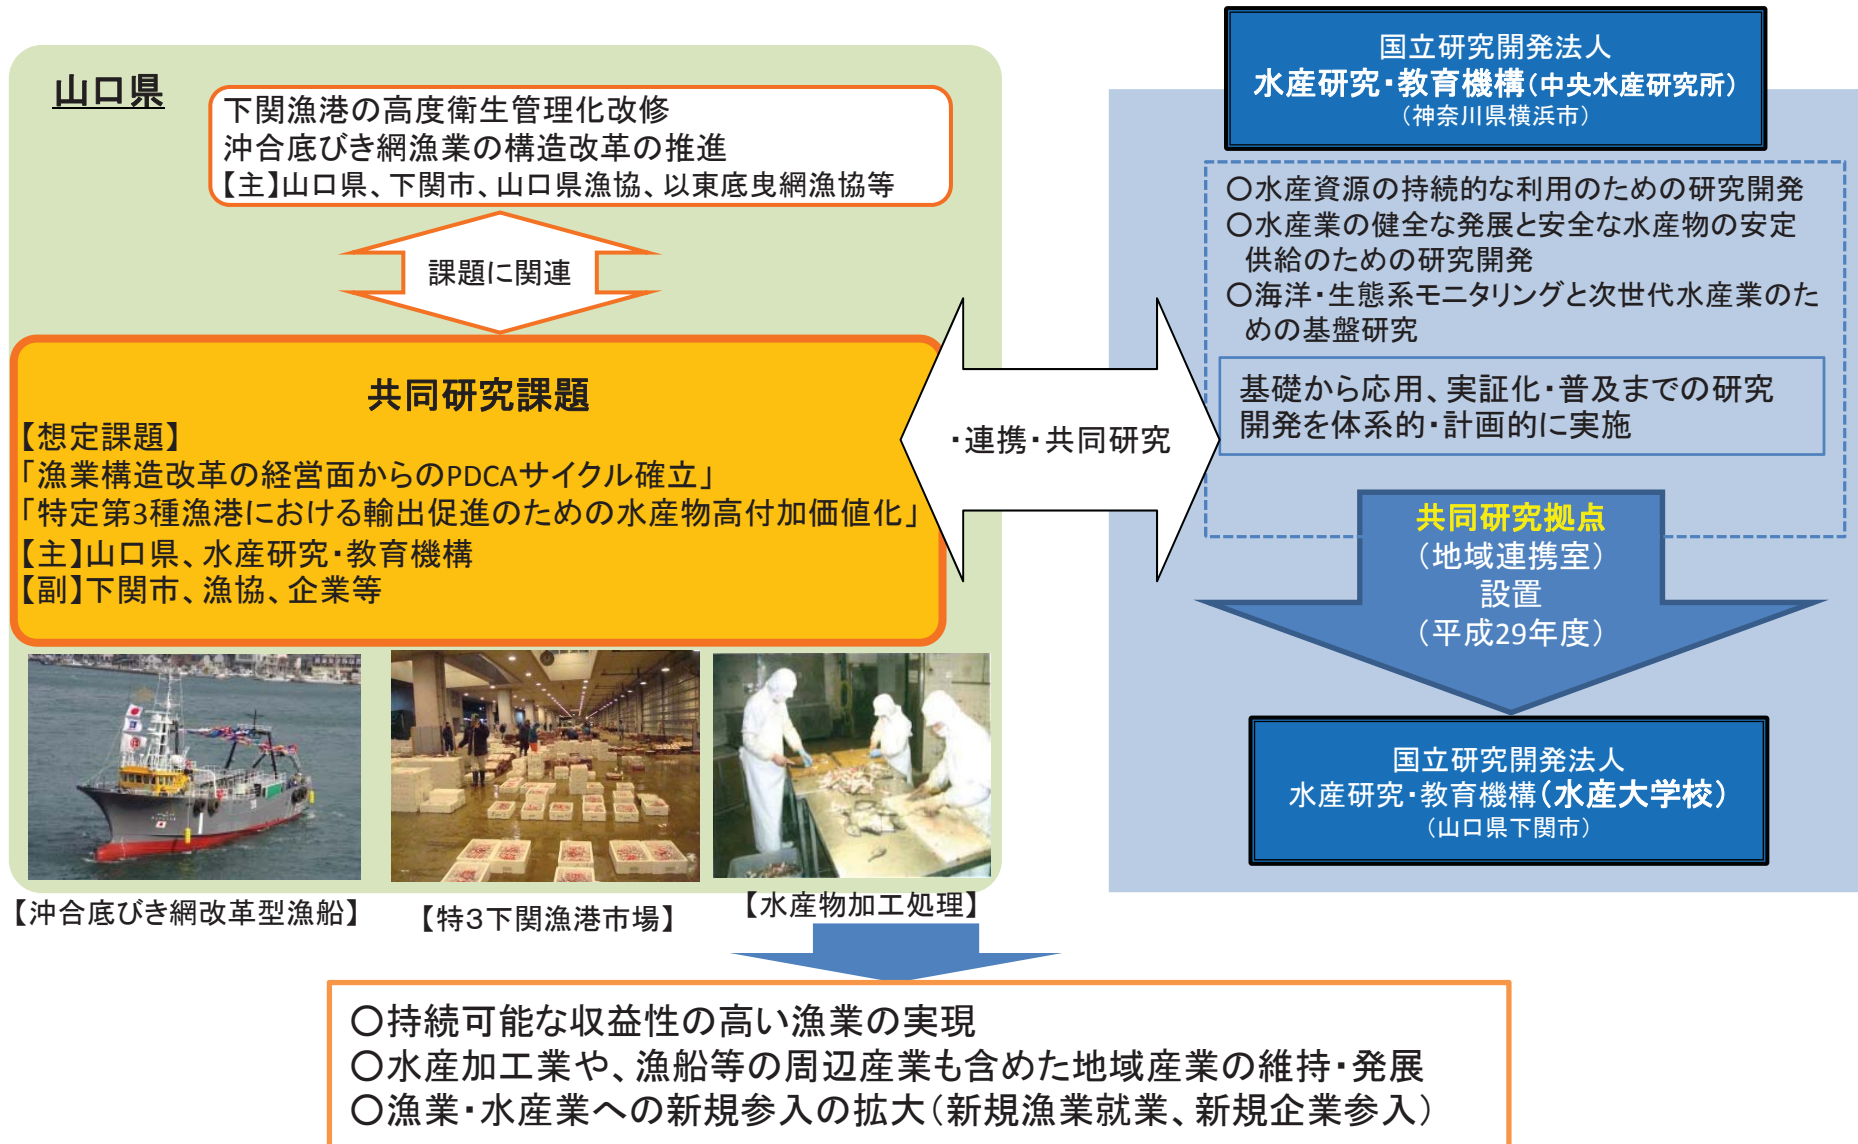 山口県
下関漁港の高度衛生管理化改修
沖合底びき網漁業の構造改革の推進
【主】山口県、下関市、山口県漁協、以東底曳網漁協等
課題に関連
共同研究課題
【想定課題】
「漁業構造改革の経営面からのPDCAサイクル確立」
「特定第3種漁港における輸出促進のための水産物高付加価値化」
【主】山口県、水産研究・教育機構
【副】下関市、漁協、企業等
【沖合底びき網改革型漁船】
【特3下関漁港市場】
【水産物加工処理】
・連携・共同研究
国立研究開発法人
水産研究・教育機構(中央水産研究所)
(神奈川県横浜市)
○水産資源の持続的な利用のための研究開発
○水産業の健全な発展と安全な水産物の安定
供給のための研究開発
○海洋・生態系モニタリングと次世代水産業のた
めの基盤研究
基礎から応用、実証化・普及までの研究
開発を体系的・計画的に実施
共同研究拠点
(地域連携室)
設置
(平成29年度)
国立研究開発法人
水産研究・教育機構(水産大学校)
(山口県下関市)
○持続可能な収益性の高い漁業の実現
○水産加工業や、漁船等の周辺産業も含めた地域産業の維持・発展
○漁業・水産業への新規参入の拡大(新規漁業就業、新規企業参入)